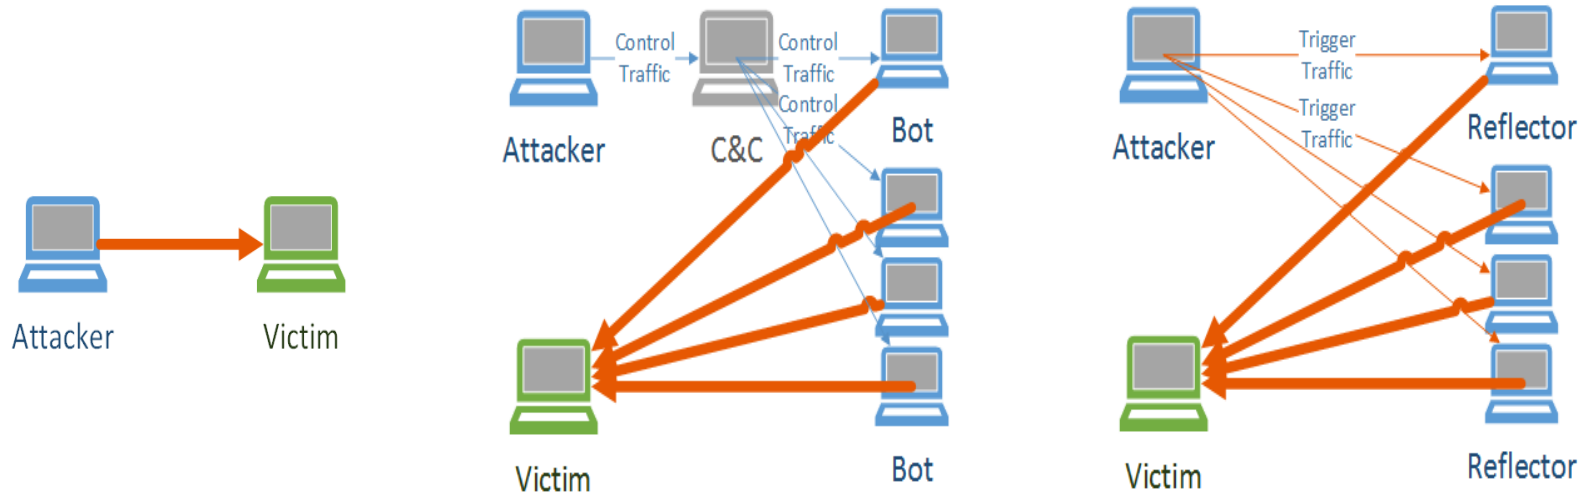 Attacker
Victim
Control
Traffic
Control
Traffic
Control
Traffic
Attacker
C&C
Bot
Victim
Bot
Trigger
Traffic
Trigger
Traffic
Attacker
Reflector
Victim
Reflector